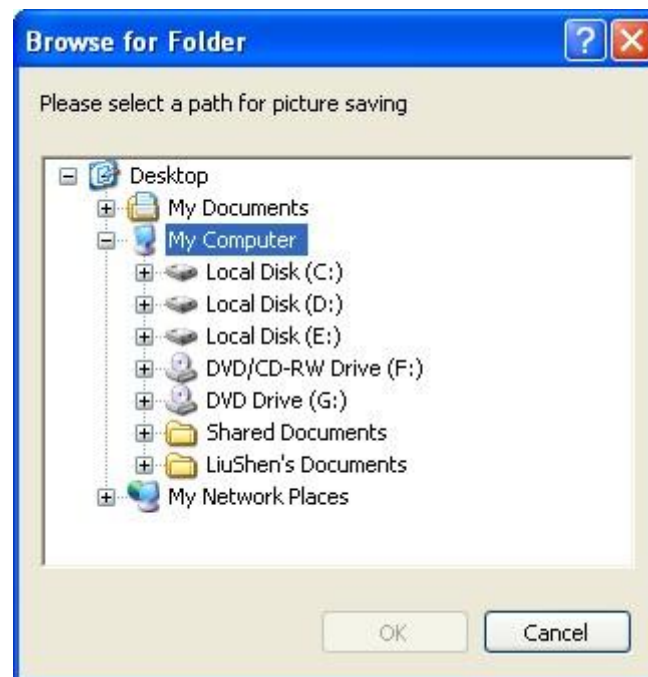 Browse for Folder
Please select a path for picture saving
Desktop
My Documents
My Computer
Local Disk (C:)
Local Disk (D:)
Local Disk (E:)
DVD/CD-RW Drive (F:)
DVD Drive (G:)
Shared Documents
LiuShen's Documents
My Network Places
OK Cancel